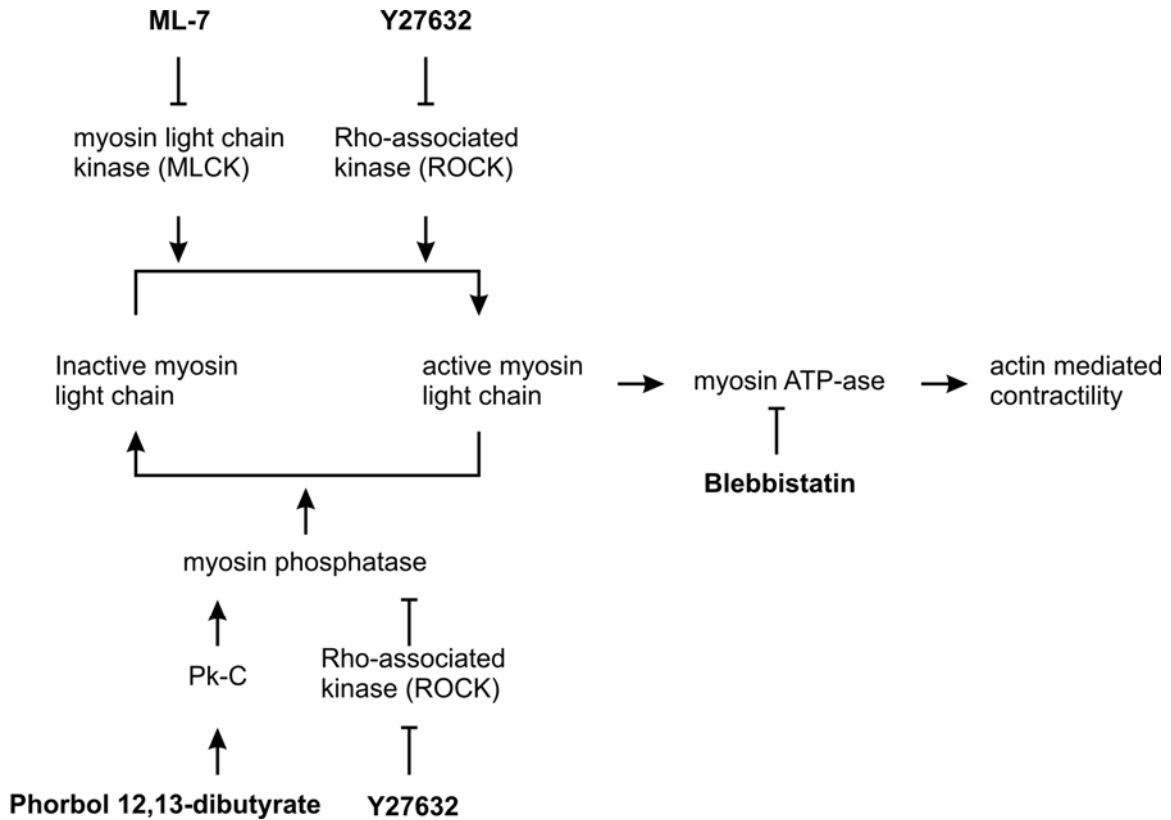 ML-7
Y27632
myosin light chain
kinase (MLCK)
Rho-associated
kinase (ROCK)
Inactive myosin
light chain
active myosin
light chain
myosin ATP-ase
actin mediated
contractility
Blebbistatin
myosin phosphatase
Pk-C
Rho-associated
kinase (ROCK)
Phorbol 12,13-dibutyrate
Y27632